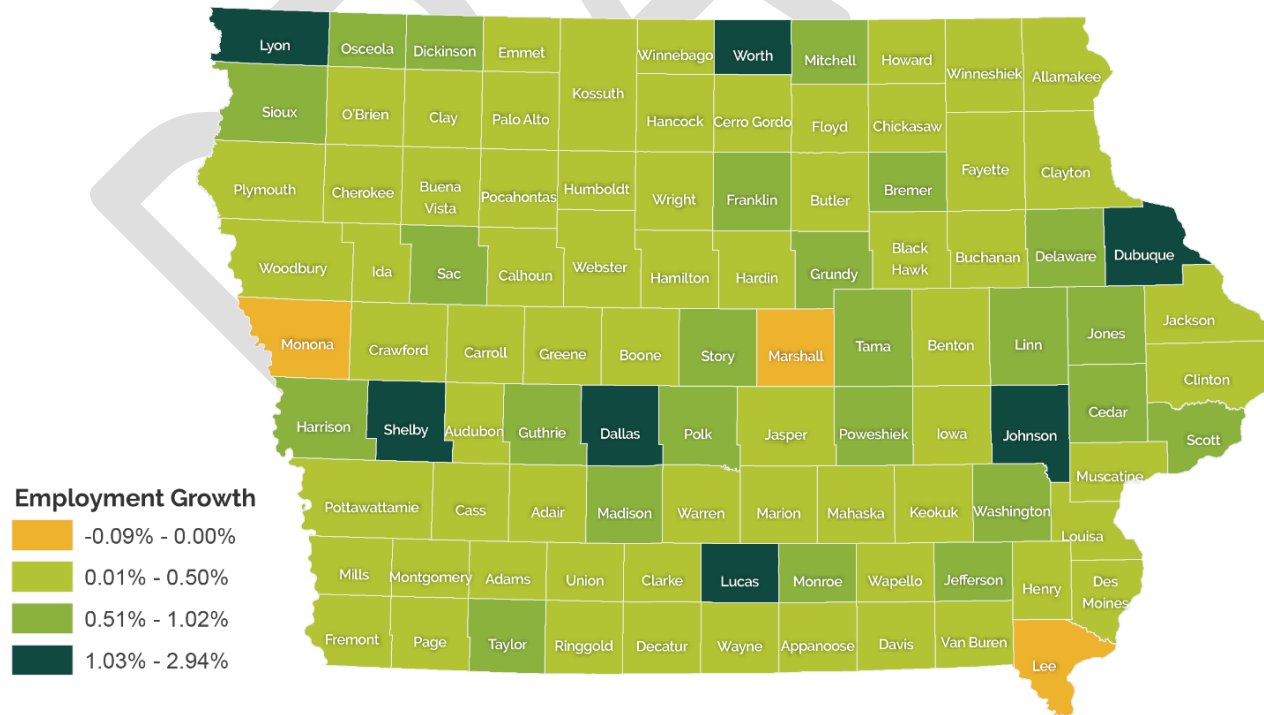 Lyon
Osceola
Dickinson
Emmet
Kossuth
Winnebago
Worth
Mitchell
Howard
Winneshiek
Allamakee
Sioux
O'Brien
Clay
Palo Alto
Hancock
Cerro Gordo
Floyd
Chickasaw
Fayette
Clayton
Plymouth
Cherokee
Buena
Vista
Pocahontas
Humboldt
Wright
Franklin
Butler
Bremer
Woodbury
Ida
Sac
Calhoun
Webster
Hamilton
Hardin
Grundy
Black
Hawk
Buchanan
Delaware
Dubuque
Monona
Crawford
Carroll
Greene
Boone
Story
Marshall
Tama
Benton
Linn
Jones
Jackson
Clinton
Harrison
Shelby
Audubon
Guthrie
Dallas
Polk
Jasper
Poweshiek
Iowa
Johnson
Cedar
Scott
Muscatine
Pottawattamie
Cass
Adair
Madison
Warren
Marion
Mahaska
Keokuk
Washington
Louisa
Mills
Montgomery
Adams
Union
Clarke
Lucas
Monroe
Wapello
Jefferson
Henry
Des
Moines
Fremont
Page
Taylor
Ringgold
Decatur
Wayne
Appanoose
Davis
Van Buren
Lee
Employment Growth
-0.09% - 0.00%
0.01% - 0.50%
0.51% - 1.02%
1.03% - 2.94%